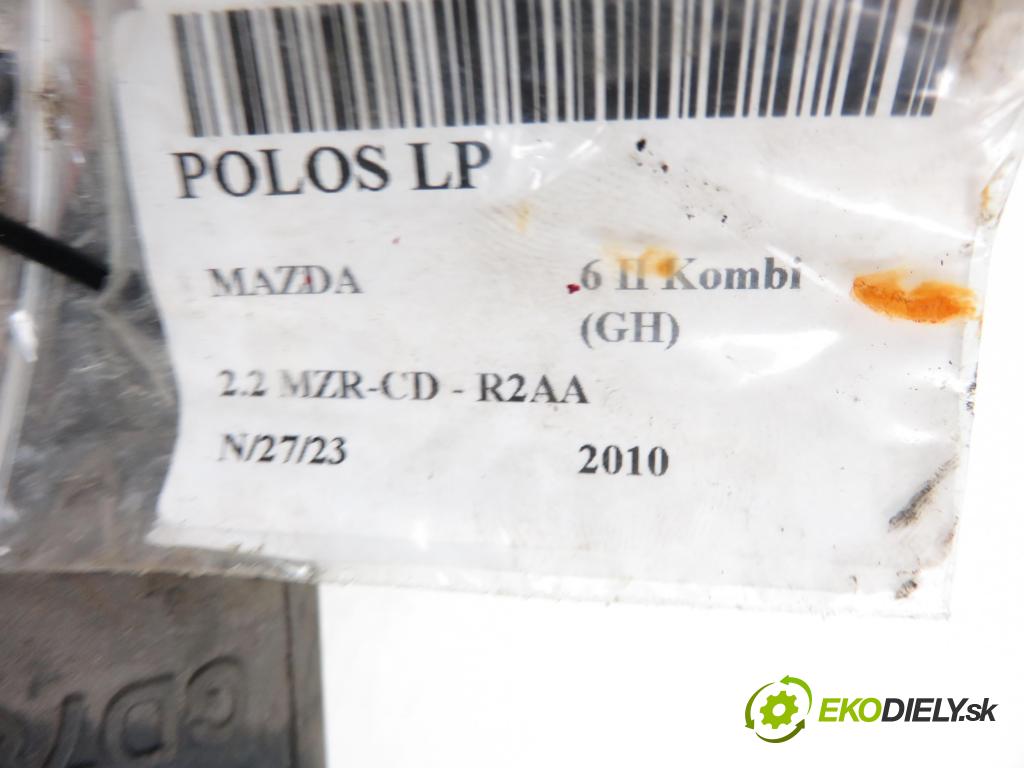 POLOS LP
MAZDA 6 II Kombi
(GH)
2.2 MZR-CD - R2AA
N/27/23 2010
EKODIELY.sk